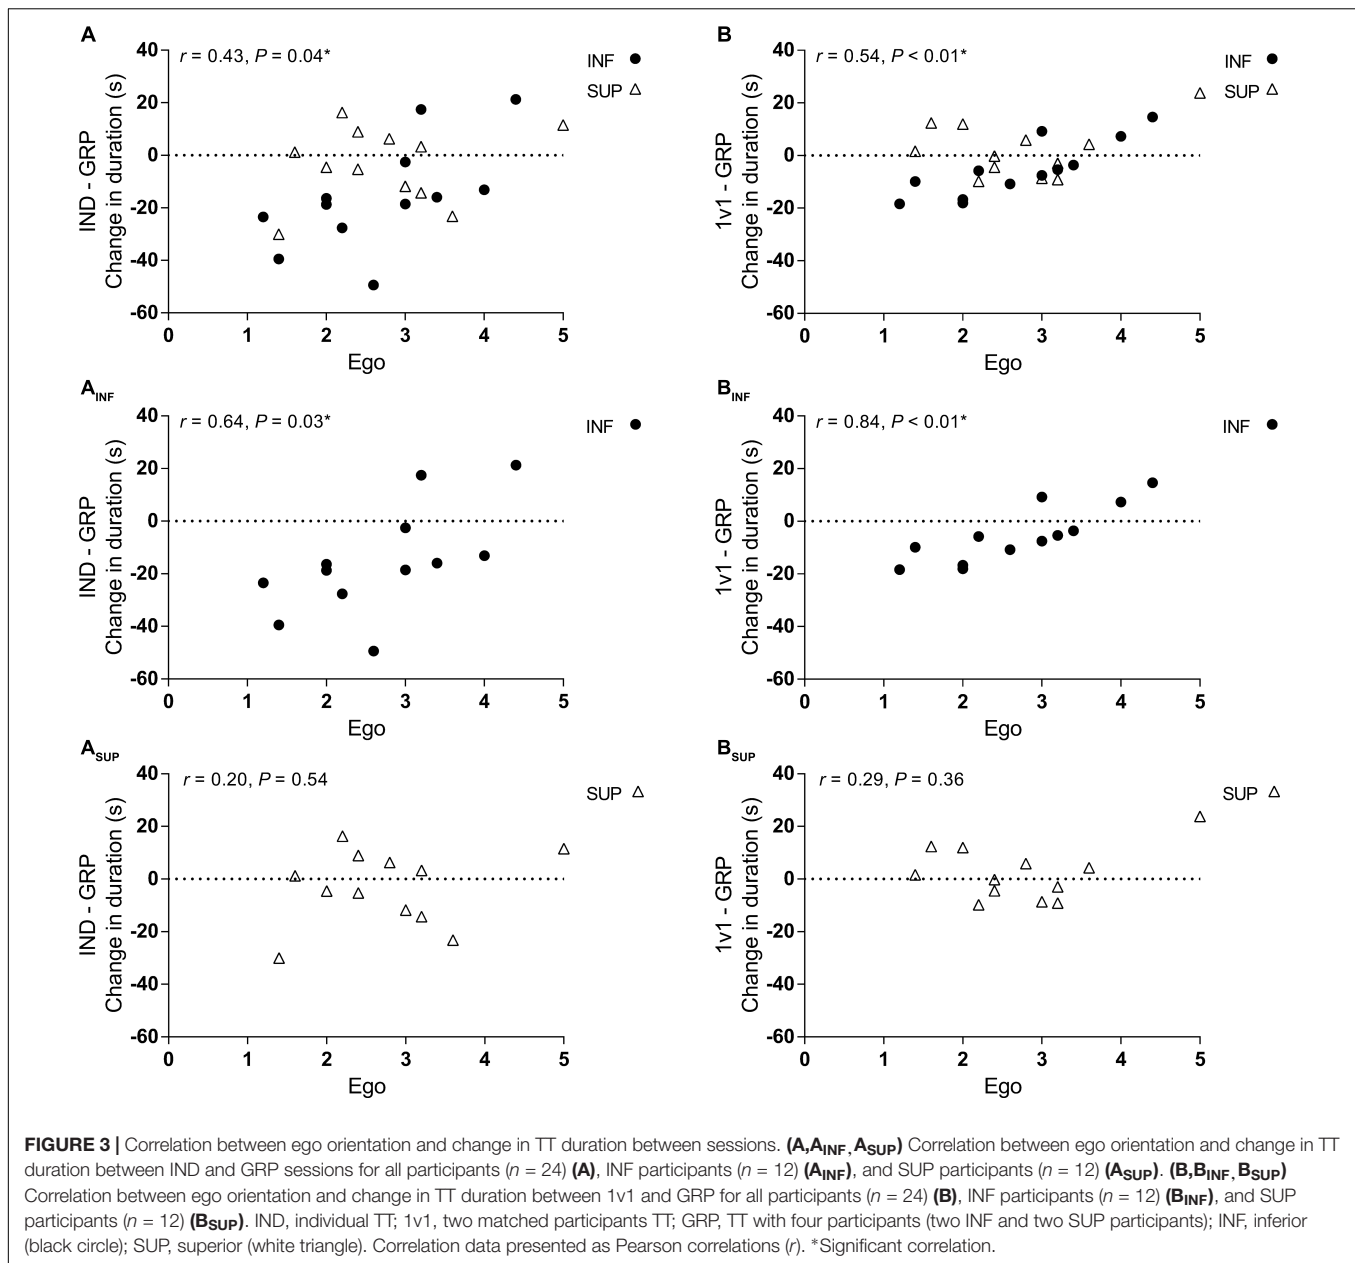 A
r = 0.43, P = 0.04*
INF
SUP
IND - GRP
Change in duration (s)
40
20
0
-20
-40
-60
0 1 2 3 4 5
Ego
B
r = 0.54, P < 0.01*
INF
SUP
1v1 - GRP
Change in duration (s)
40
20
0
-20
-40
-60
0 1 2 3 4 5
Ego
AINF
r = 0.64, P = 0.03*
INF
IND - GRP
Change in duration (s)
40
20
0
-20
-40
-60
0 1 2 3 4 5
Ego
BINF
r = 0.84, P < 0.01*
INF
1v1 - GRP
Change in duration (s)
40
20
0
-20
-40
-60
0 1 2 3 4 5
Ego
ASUP
r = 0.20, P = 0.54
SUP
IND - GRP
Change in duration (s)
40
20
0
-20
-40
-60
0 1 2 3 4 5
Ego
BSUP
r = 0.29, P = 0.36
SUP
1v1 - GRP
Change in duration (s)
40
20
0
-20
-40
-60
0 1 2 3 4 5
Ego
FIGURE 3 | Correlation between ego orientation and change in TT duration between sessions. (A,AINF, ASUP) Correlation between ego orientation and change in TT
duration between IND and GRP sessions for all participants (n = 24) (A), INF participants (n = 12) (AINF), and SUP participants (n = 12) (ASUP). (B,BINF, BSUP)
Correlation between ego orientation and change in TT duration between 1v1 and GRP for all participants (n = 24) (B), INF participants (n = 12) (BINF), and SUP
participants (n = 12) (BSUP). IND, individual TT; 1v1, two matched participants TT; GRP, TT with four participants (two INF and two SUP participants); INF, inferior
(black circle); SUP, superior (white triangle). Correlation data presented as Pearson correlations (r). *Significant correlation.